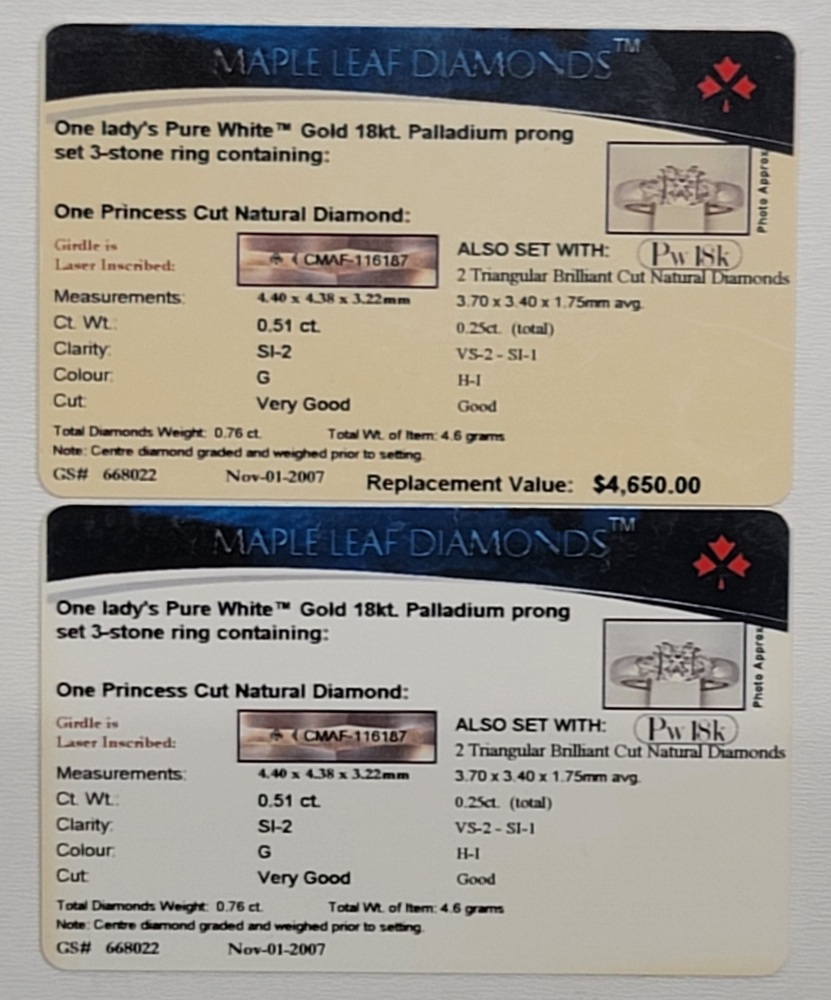 MAPLE LEAF DIAMONDS™
One lady's Pure White™ Gold 18kt. Palladium prong
set 3-stone ring containing:
Photo Approx
One Princess Cut Natural Diamond:
Girdle is
Laser Inscribed:
CMAF-116187
ALSO SET WITH: Pw 18k
2 Triangular Brilliant Cut Natural Diamonds
Measurements: 4.40 x 4.38 x 3.22mm 3.70 x 3.40 x 1.75mm avg.
Ct. Wt.: 0.51 ct. 0.25ct. (total)
Clarity: SI-2 VS-2 - SI-1
Colour: G H-I
Cut: Very Good Good
Total Diamonds Weight: 0.76 ct. Total Wt. of Item: 4.6 grams
Note: Centre diamond graded and weighed prior to setting.
GS# 668022 Nov-01-2007 Replacement Value: $4,650.00
MAPLE LEAF DIAMONDS™
One lady's Pure White™ Gold 18kt. Palladium prong
set 3-stone ring containing:
Photo Approx
One Princess Cut Natural Diamond:
Girdle is
Laser Inscribed:
CMAF-116187
ALSO SET WITH: Pw 18k
2 Triangular Brilliant Cut Natural Diamonds
Measurements: 4.40 x 4.38 x 3.22mm 3.70 x 3.40 x 1.75mm avg.
Ct. Wt.: 0.51 ct. 0.25ct. (total)
Clarity: SI-2 VS-2 - SI-1
Colour: G H-I
Cut: Very Good Good
Total Diamonds Weight: 0.76 ct. Total Wt. of Item: 4.6 grams
Note: Centre diamond graded and weighed prior to setting.
GS# 668022 Nov-01-2007